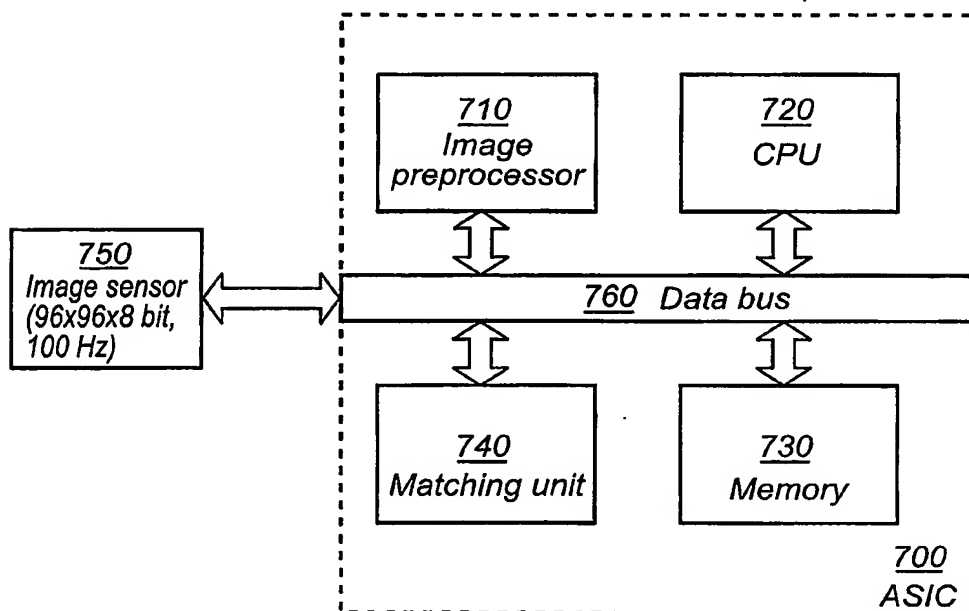 710
Image
preprocessor
720
CPU
750
Image sensor
(96x96x8 bit,
100 Hz)
760 Data bus
740
Matching unit
730
Memory
700
ASIC